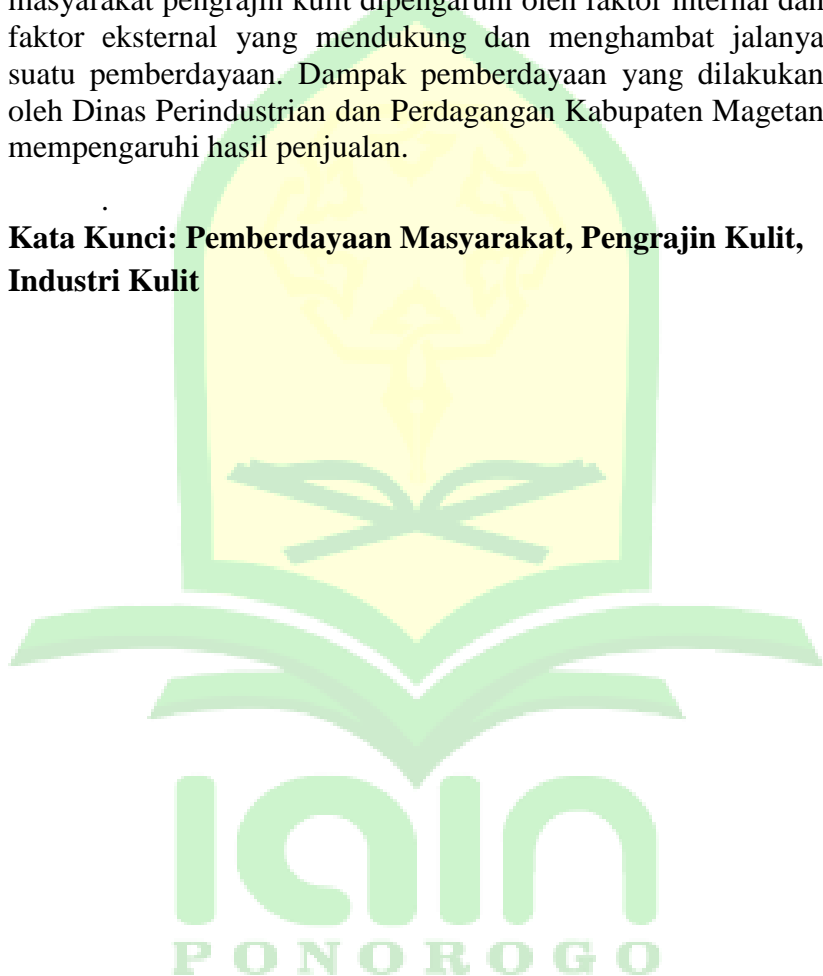 masyarakat pengrajin kulit dipengaruhi oleh faktor internal dan
faktor eksternal yang mendukung dan menghambat jalanya
suatu pemberdayaan. Dampak pemberdayaan yang dilakukan
oleh Dinas Perindustrian dan Perdagangan Kabupaten Magetan
mempengaruhi hasil penjualan.
.
Kata Kunci: Pemberdayaan Masyarakat, Pengrajin Kulit,
Industri Kulit
iain
PONOROGO